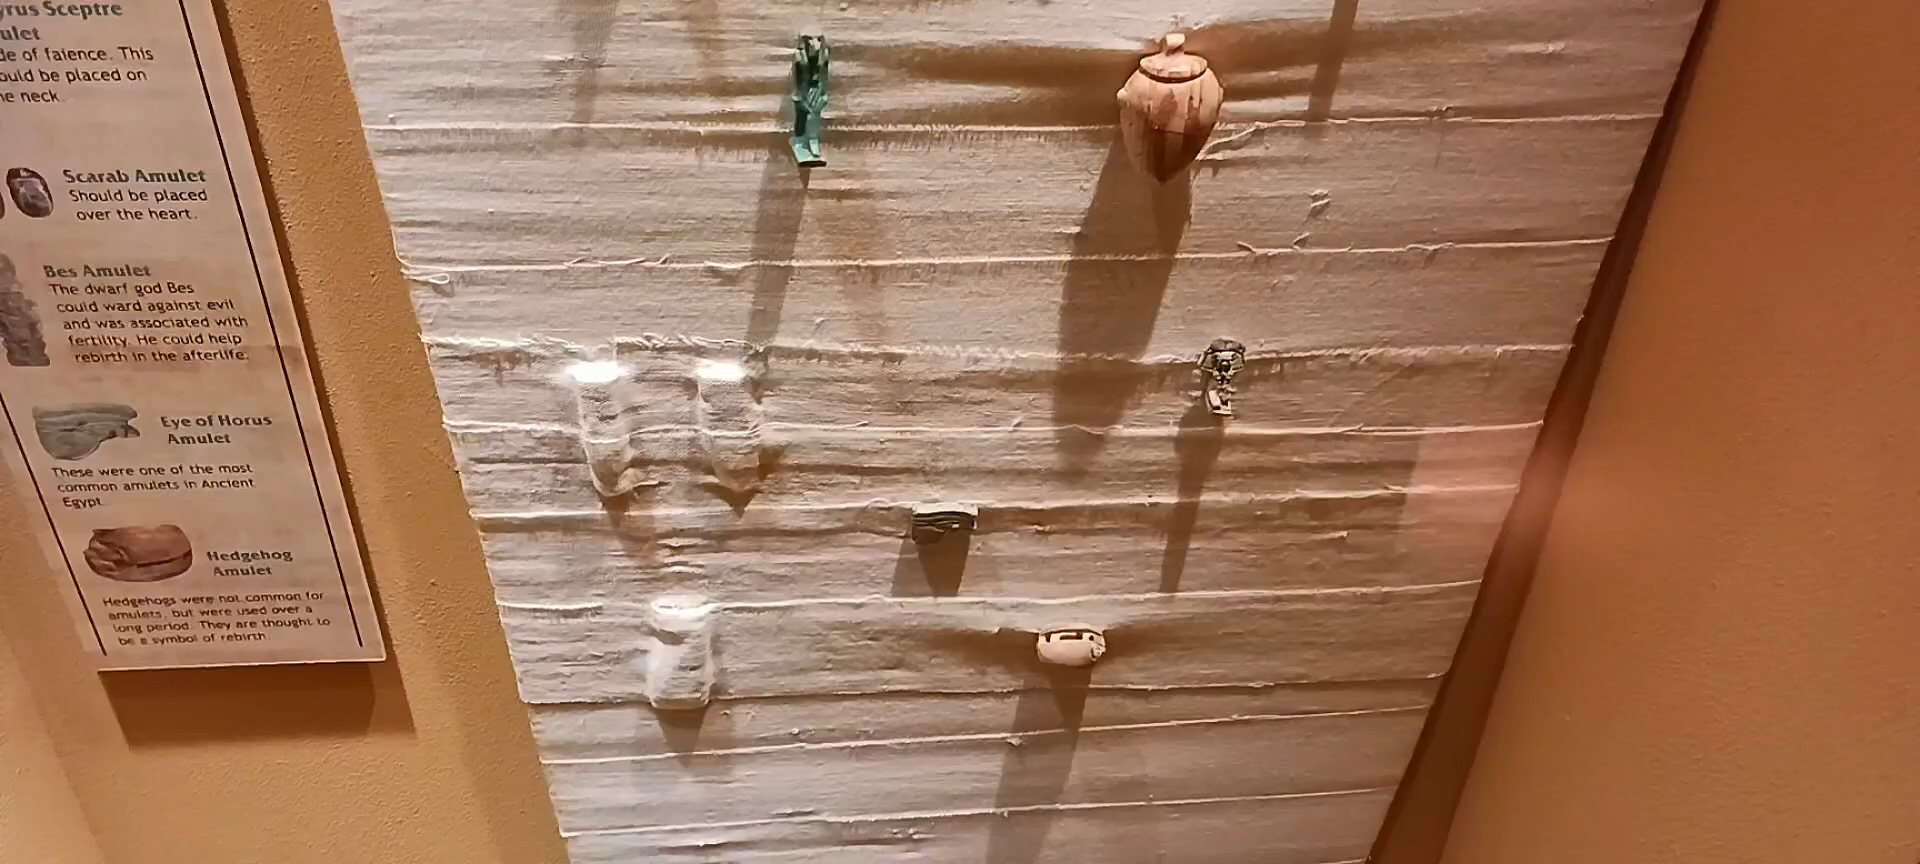 Sceptre
de of faience. This
ould be placed on
neck.
Scarab Amulet
Should be placed
over the heart.
Bes Amulet
The dwarf god Bes
could ward against evil
and was associated with
fertility. He could help
rebirth in the afterlife.
Eye of Horus
Amulet
These were one of the most
common amulets in Ancient
Egypt.
Hedgehog
Amulet
Hedgehogs were not common for
amulets, but were used over a
long period. They are thought to
be a symbol of rebirth.